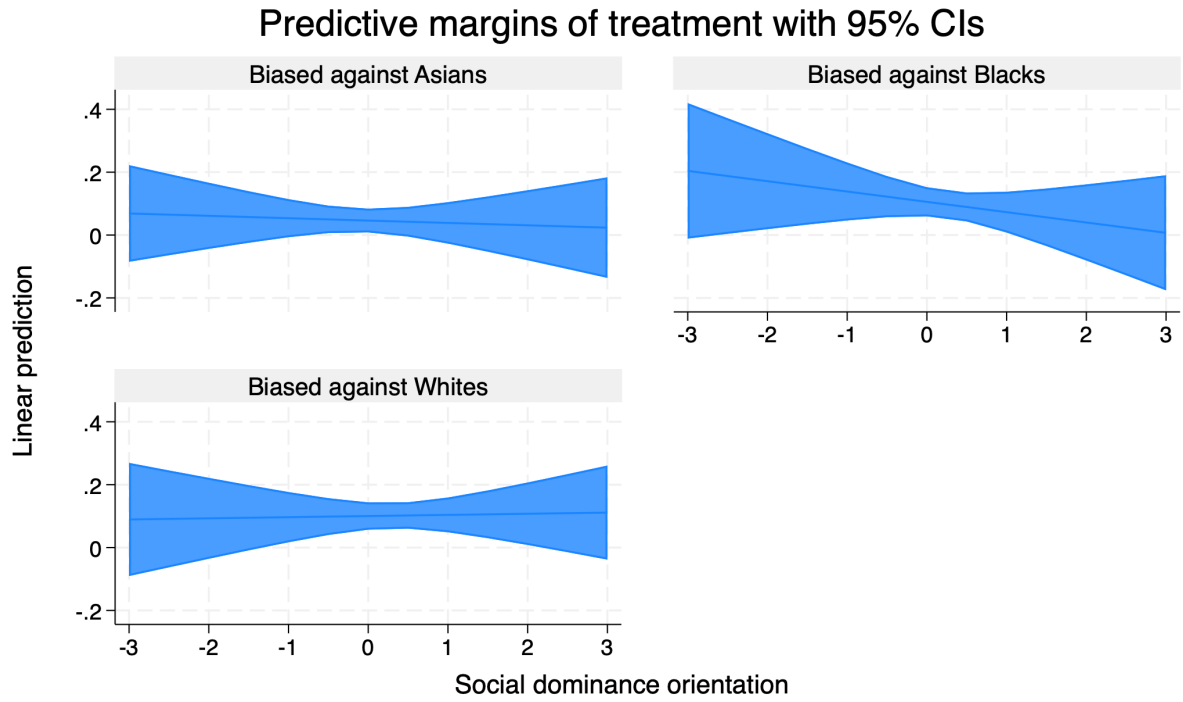 Predictive margins of treatment with 95% CIs
Biased against Asians
.4
.2
0
-.2
Biased against Blacks
-3 -2 -1 0 1 2 3
Biased against Whites
.4
.2
0
-.2
-3 -2 -1 0 1 2 3
Linear prediction
Social dominance orientation